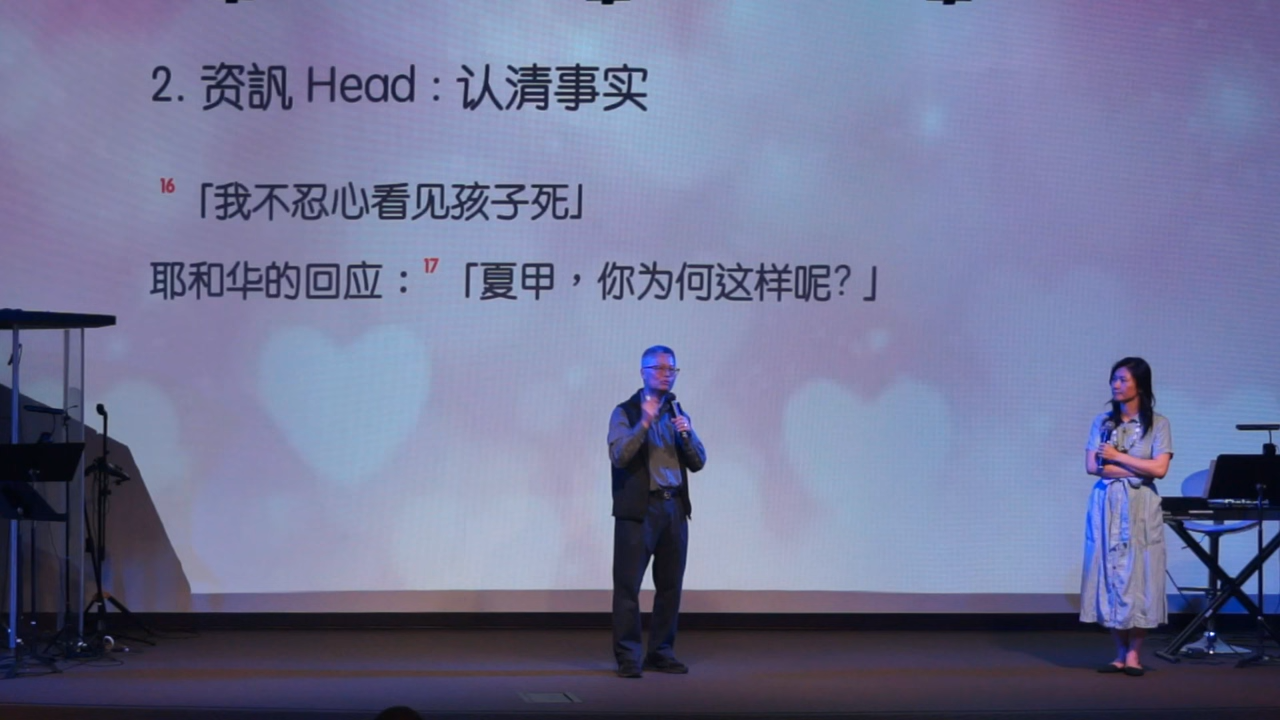 2. 资訊 Head：认清事实
16「我不忍心看见孩子死」
耶和华的回应：17「夏甲，你为何这样呢？」